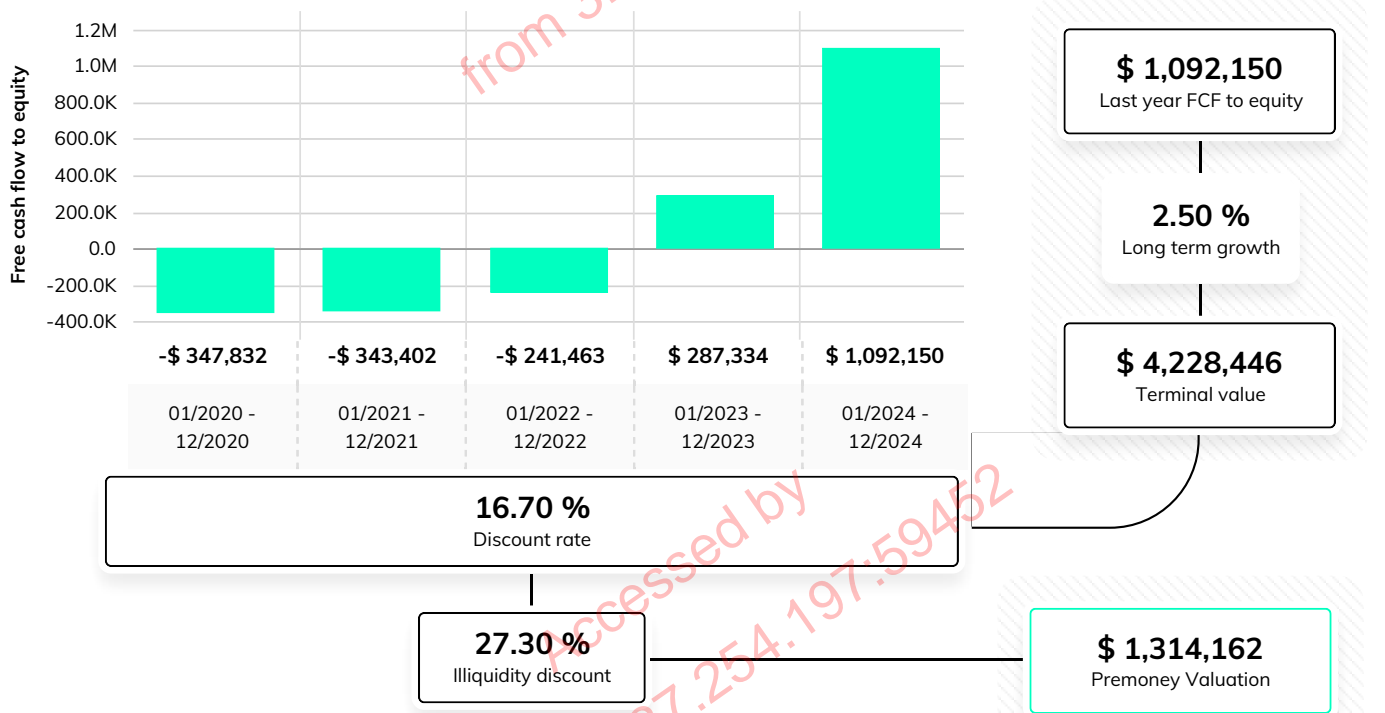 Free cash flow to equity
1.2M
1.0M
800.0K
600.0K
400.0K
200.0K
0.0
-200.0K
-400.0K
-$ 347,832
-$ 343,402
-$ 241,463
$ 287,334
$ 1,092,150
01/2020 -
12/2020
01/2021 -
12/2021
01/2022 -
12/2022
01/2023 -
12/2023
01/2024 -
12/2024
$ 1,092,150
Last year FCF to equity
2.50 %
Long term growth
$ 4,228,446
Terminal value
16.70 %
Discount rate
27.30 %
Illiquidity discount
$ 1,314,162
Premoney Valuation
from
Accessed by
.254.197:59452